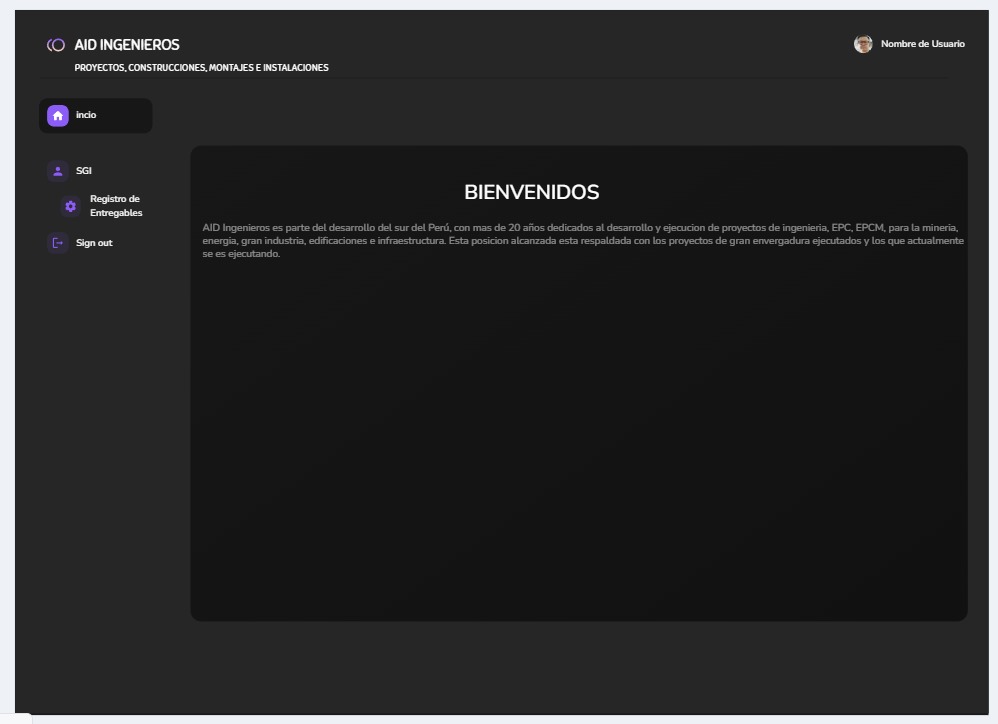 AID INGENIEROS
PROYECTOS, CONSTRUCCIONES, MONTAJES E INSTALACIONES
Nombre de Usuario
incio
SGI
Registro de
Entregables
Sign out
BIENVENIDOS
AID Ingenieros es parte del desarrollo del sur del Perú, con mas de 20 años dedicados al desarrollo y ejecucion de proyectos de ingenieria, EPC, EPCM, para la mineria,
energia, gran industria, edificaciones e infraestructura. Esta posicion alcanzada esta respaldada con los proyectos de gran envergadura ejecutados y los que actualmente
se es ejecutando.